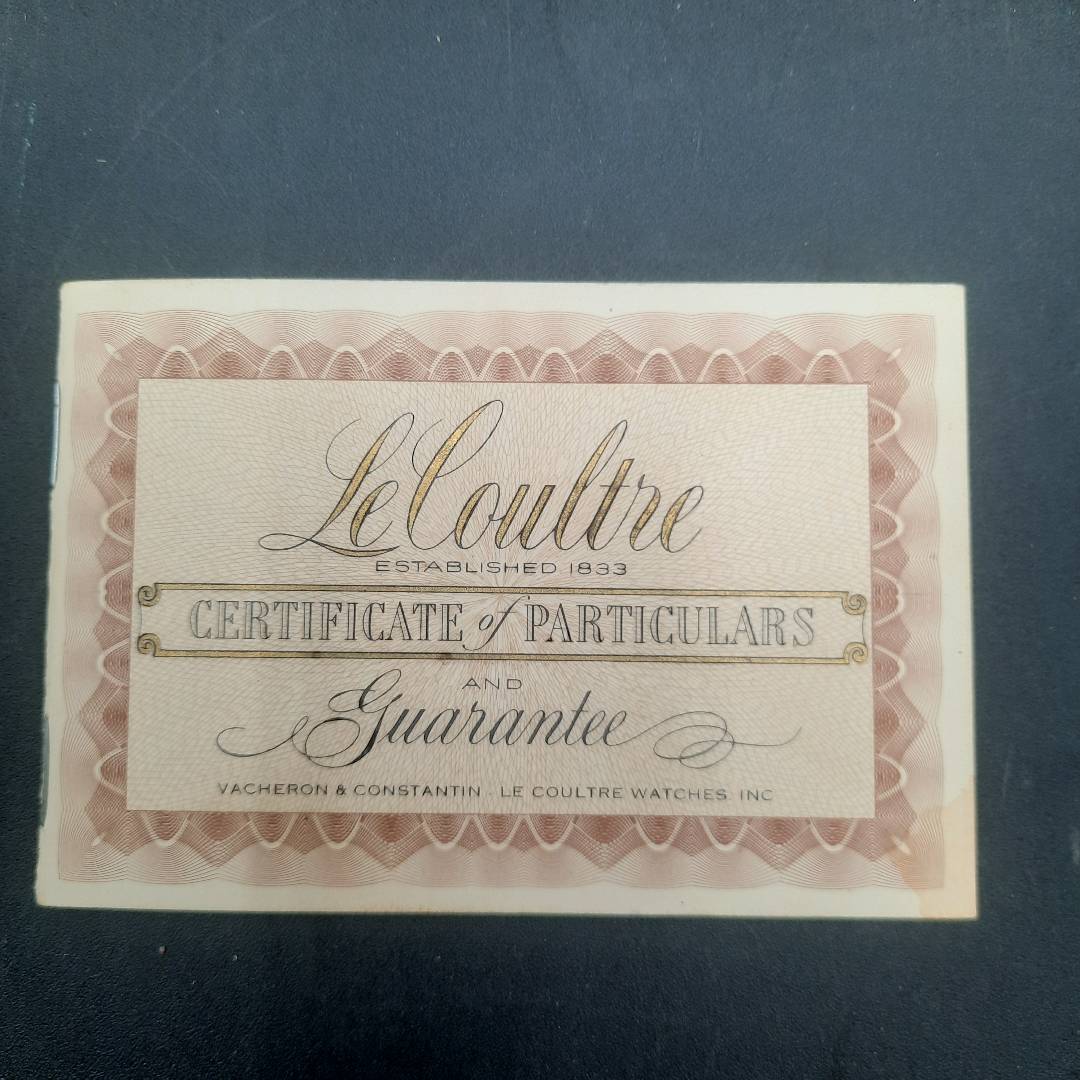 LeCoultre
ESTABLISHED 1833
CERTIFICATE of PARTICULARS
AND
Guarantee
VACHERON & CONSTANTIN - LE COULTRE WATCHES, INC